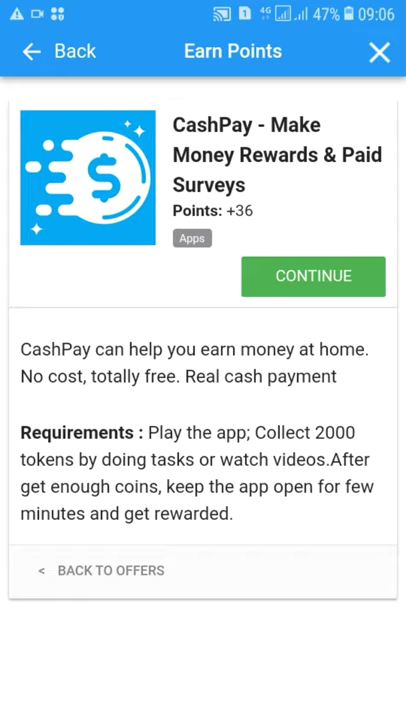 4G 1 47% 09:06
Back Earn Points
$
CashPay - Make
Money Rewards & Paid
Surveys
Points: +36
Apps
CONTINUE
CashPay can help you earn money at home.
No cost, totally free. Real cash payment
Requirements : Play the app; Collect 2000
tokens by doing tasks or watch videos.After
get enough coins, keep the app open for few
minutes and get rewarded.
< BACK TO OFFERS